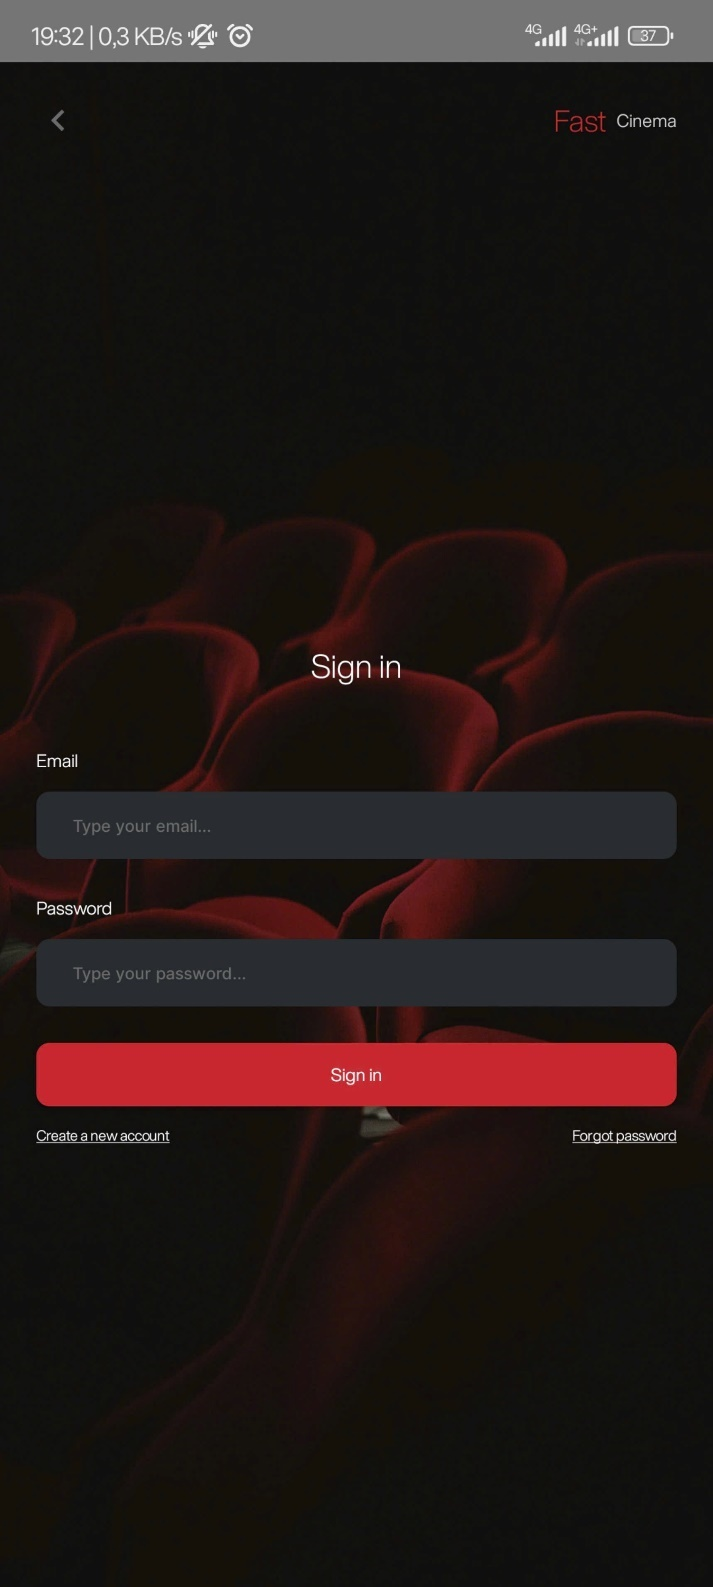 19:32 | 0,3 KB/s 4G 4G+ 37
Fast Cinema
Sign in
Email
Type your email...
Password
Type your password...
Sign in
Create a new account Forgot password